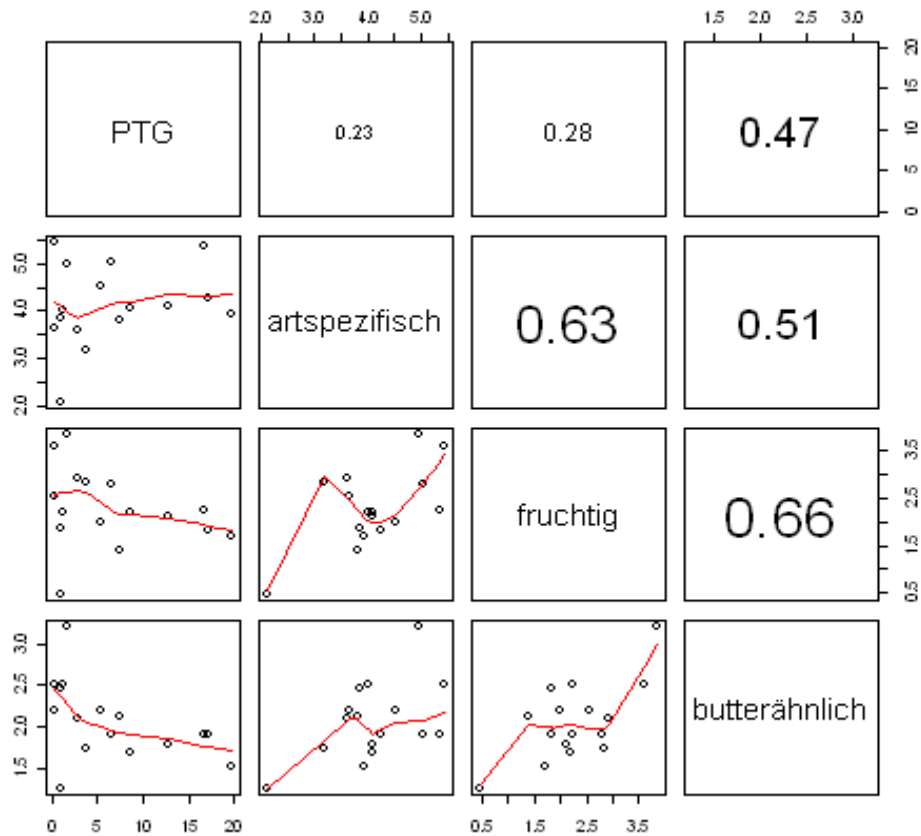 2.0 3.0 4.0 5.0 1.5 2.0 2.5 3.0
PTG 0.23 0.28 0.47
0 5 10 15 20
2.0 3.0 4.0 5.0
artspezifisch 0.63 0.51
fruchtig 0.66
0.5 1.5 2.5 3.5
1.5 2.0 2.5 3.0
butterähnlich
0 5 10 15 20 0.5 1.5 2.5 3.5